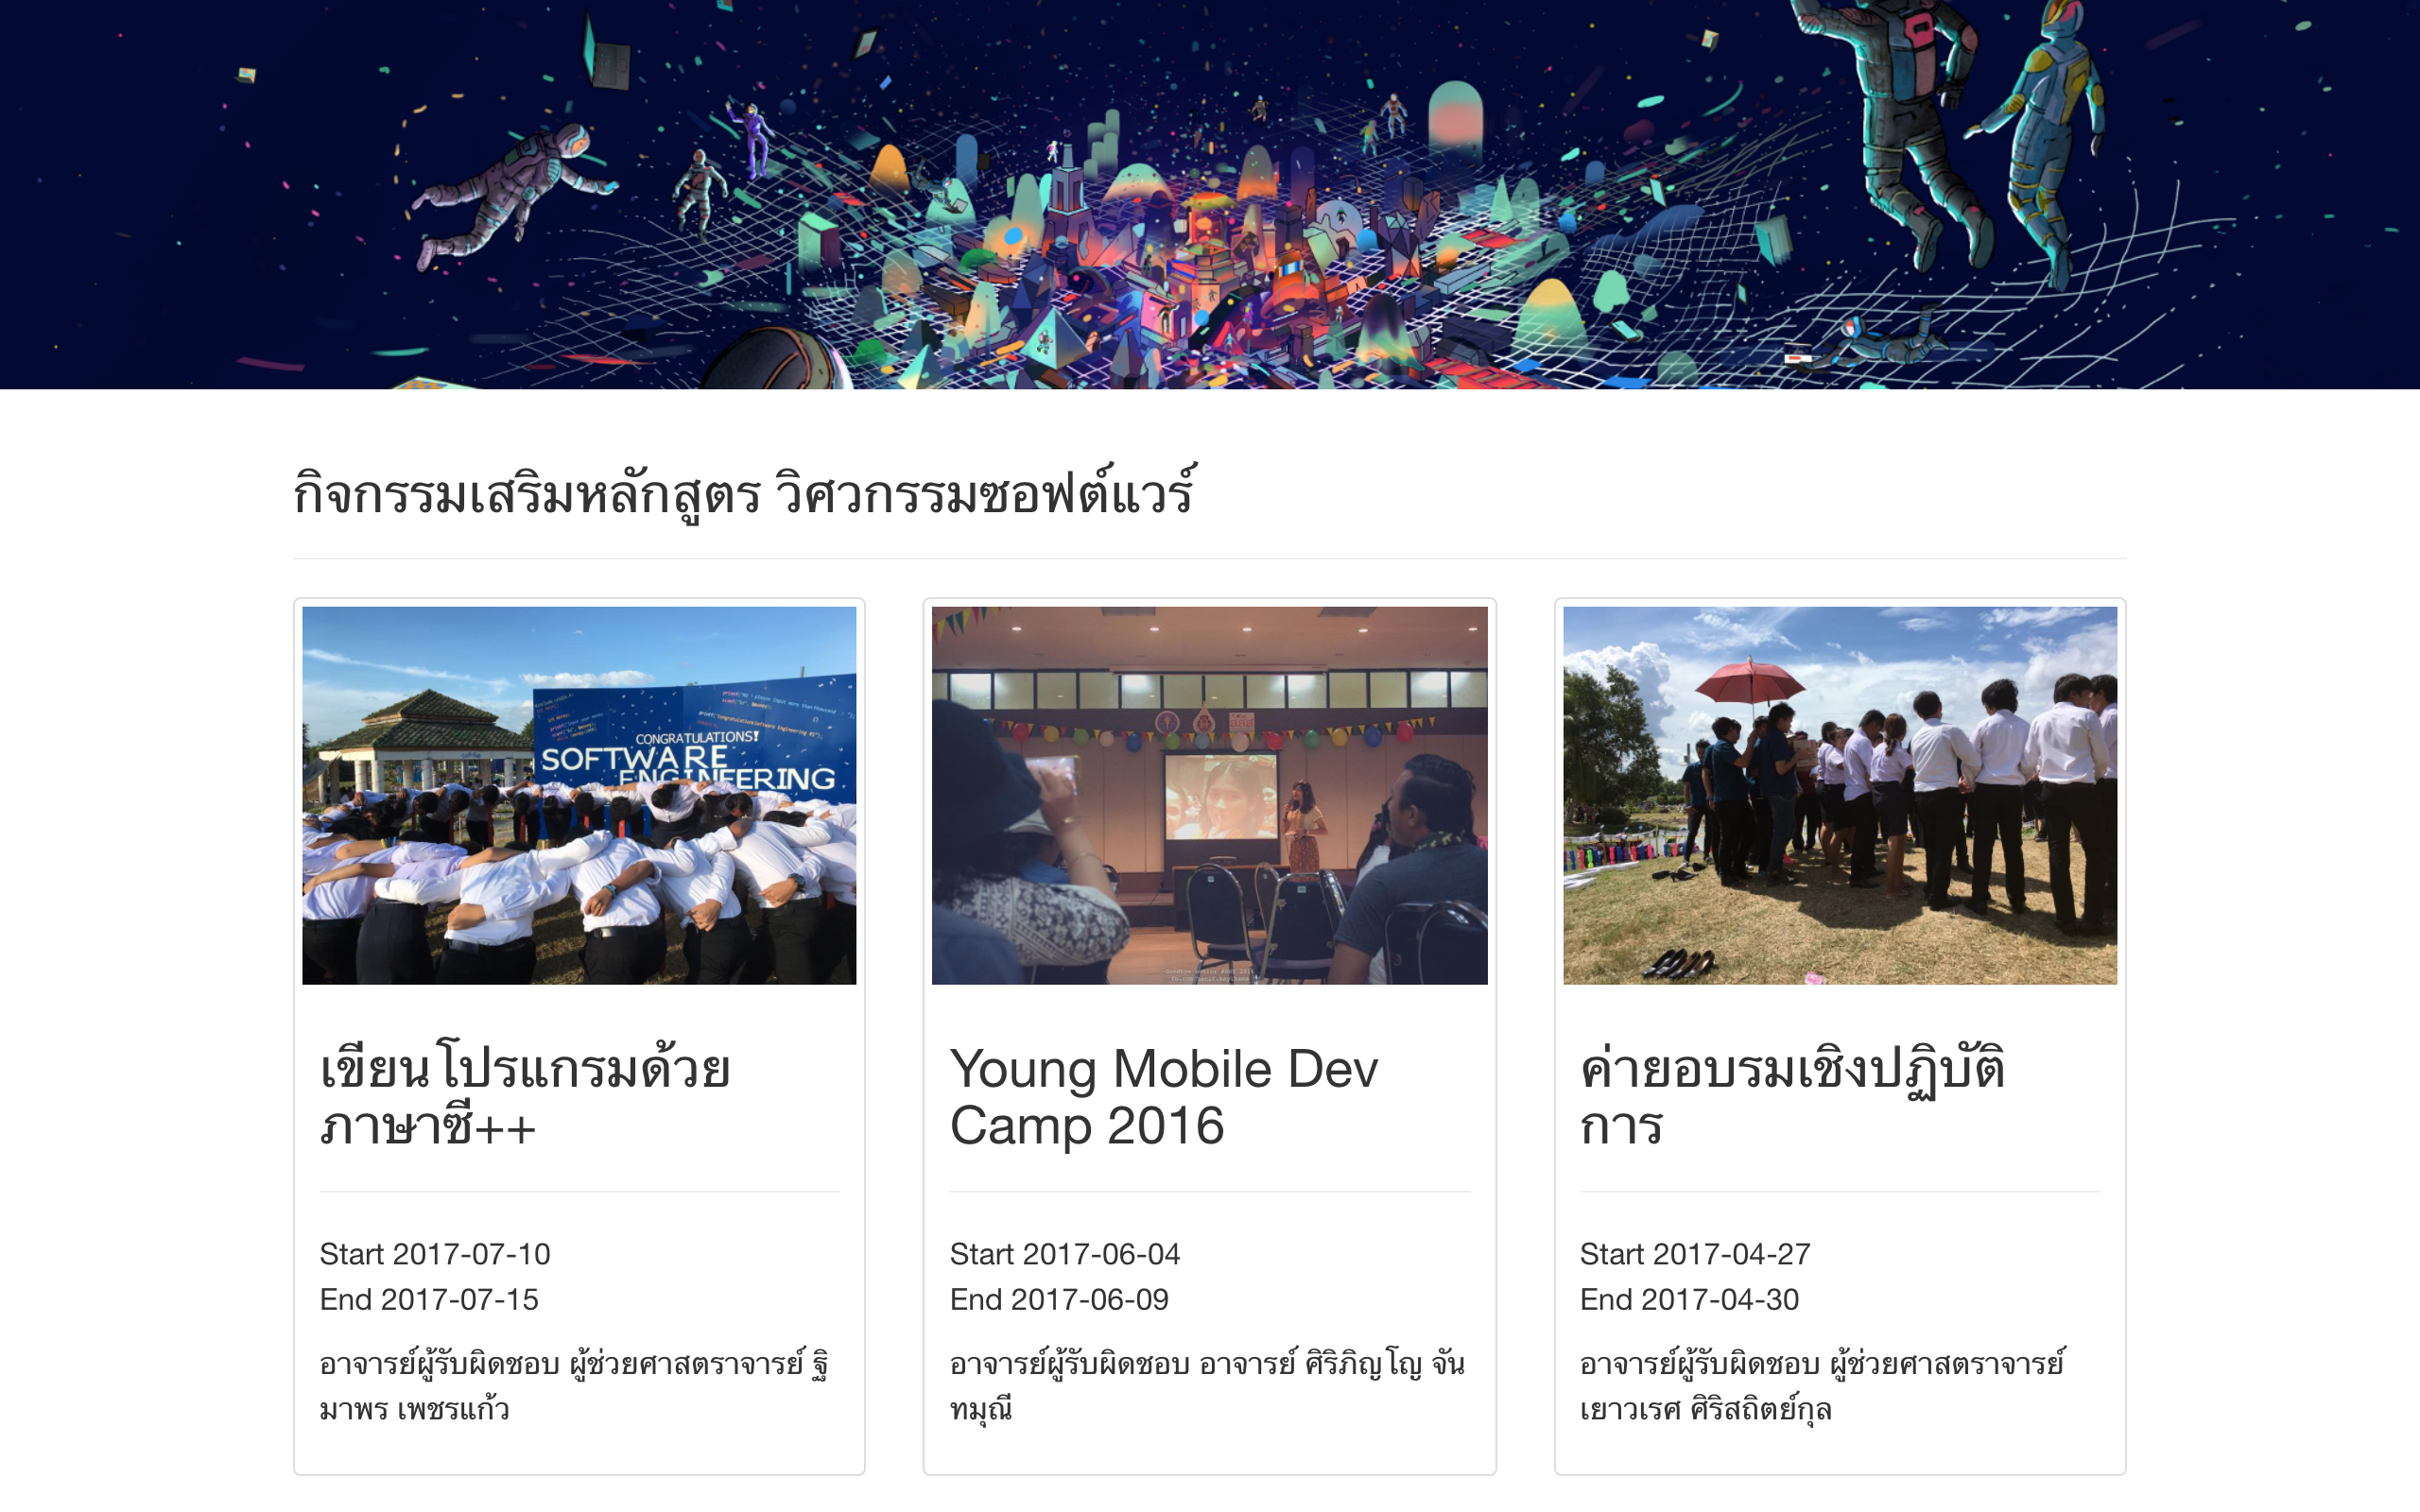 กิจกรรมเสริมหลักสูตร วิศวกรรมซอฟต์แวร์
CONGRATULATIONS!
SOFTWARE
ENGINEERING
เขียนโปรแกรมด้วย
ภาษาซี++
Start 2017-07-10
End 2017-07-15
อาจารย์ผู้รับผิดชอบ ผู้ช่วยศาสตราจารย์ ฐิ
มาพร เพชรแก้ว
Young Mobile Dev
Camp 2016
Start 2017-06-04
End 2017-06-09
อาจารย์ผู้รับผิดชอบ อาจารย์ ศิริภิญโญ จัน
ทมุณี
ค่ายอบรมเชิงปฏิบัติ
การ
Start 2017-04-27
End 2017-04-30
อาจารย์ผู้รับผิดชอบ ผู้ช่วยศาสตราจารย์
เยาวเรศ ศิริสถิตย์กุล